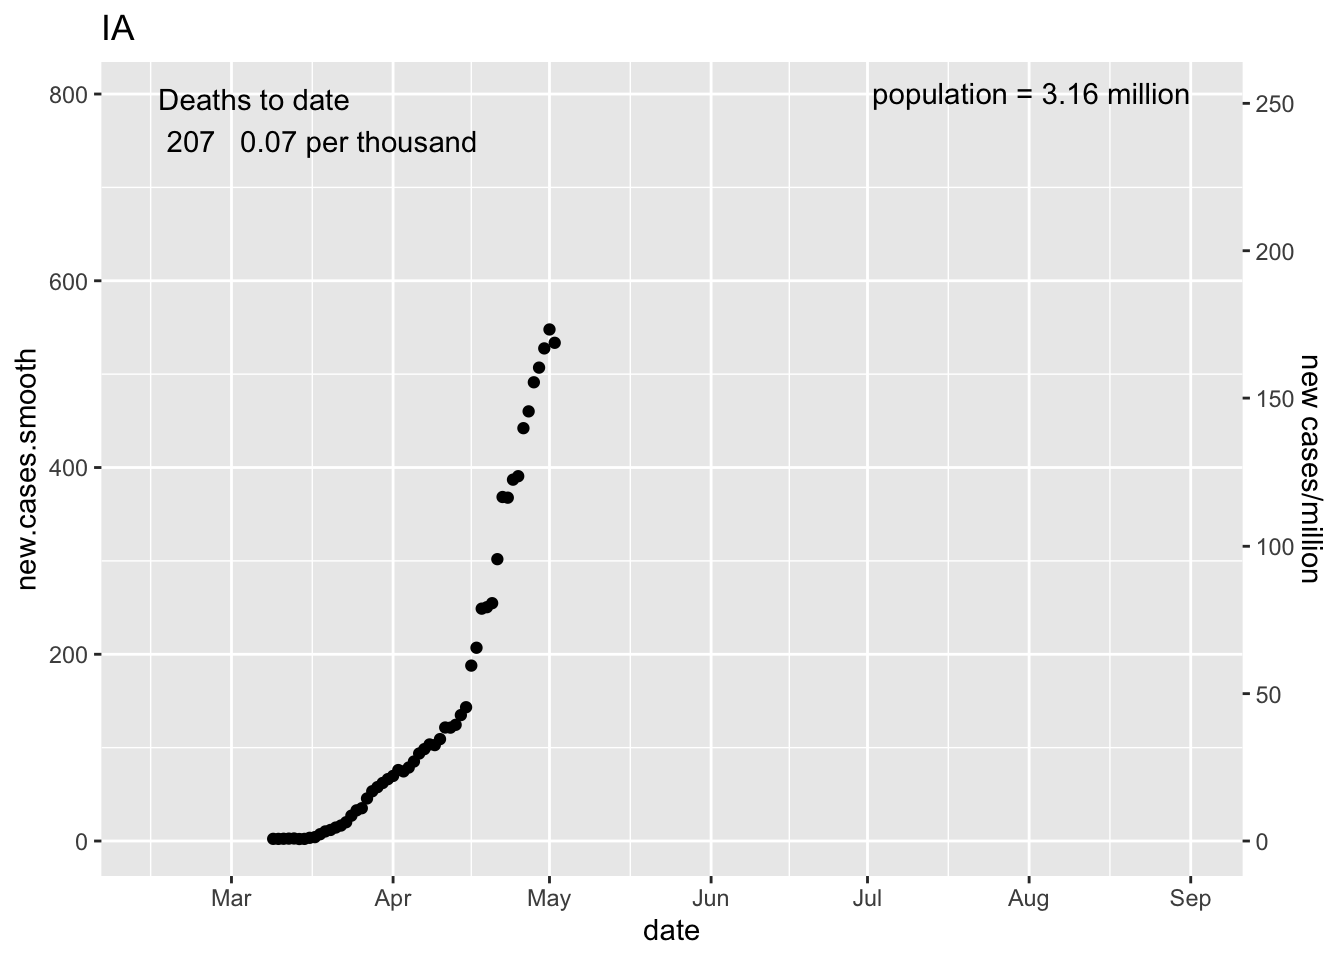 IA
Deaths to date
207 0.07 per thousand
population = 3.16 million
800
600
400
200
0
new.cases.smooth
250
200
150
100
50
0
new cases/million
Mar Apr May Jun Jul Aug Sep
date